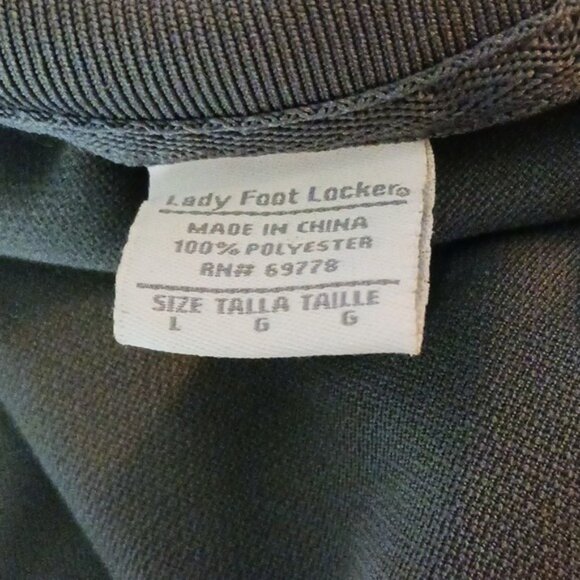 Lady Foot Locker®
MADE IN CHINA
100% POLYESTER
RN# 69778
SIZE TALLA TAILLE
L G G